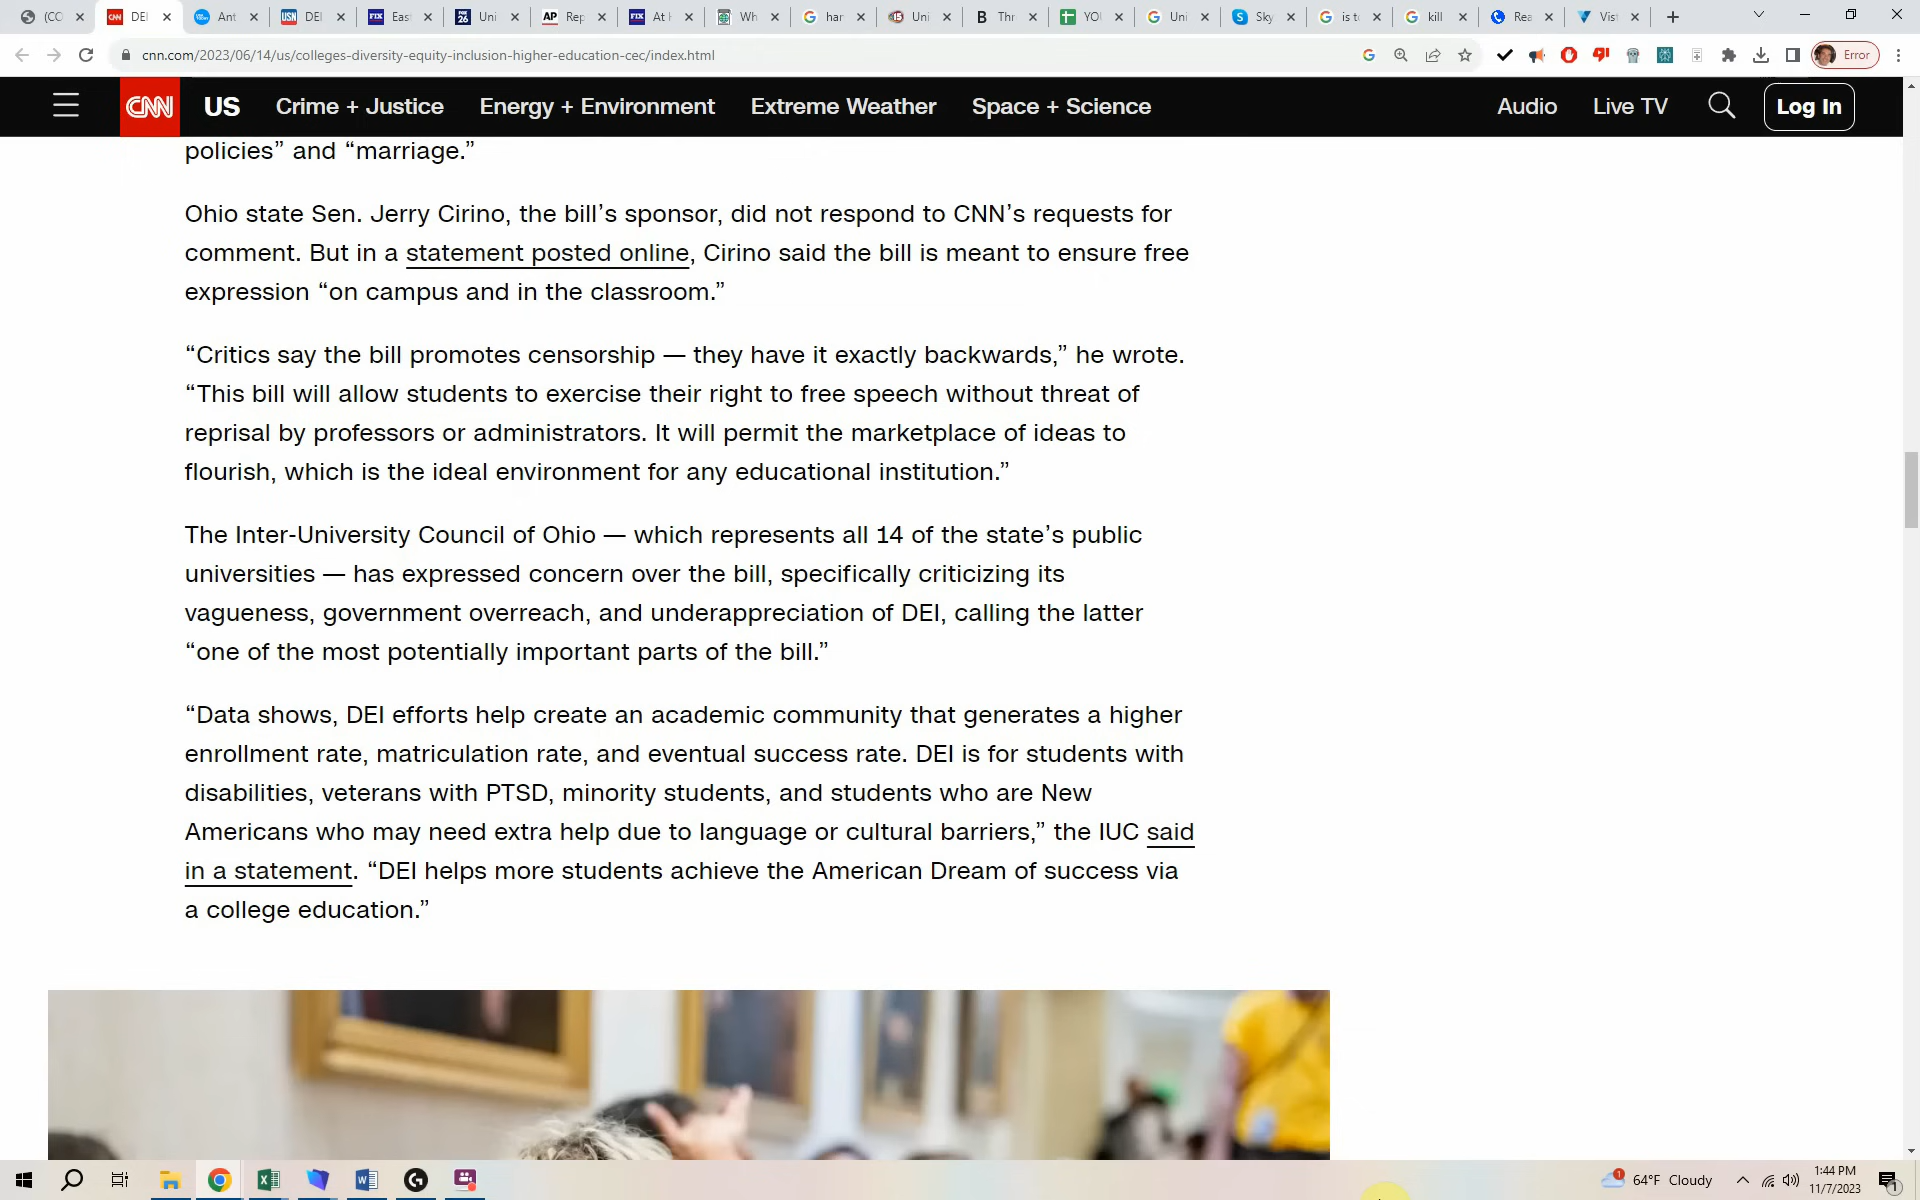 (CC
DEI
Ant
USN
DEI
FIX
East
FOX 26
Uni
AP
Rep
FIX
At H
Wh
har
Uni
B
Thr
YOU
Uni
Sky
is to
kill
Rea
Vist
cnn.com/2023/06/14/us/colleges-diversity-equity-inclusion-higher-education-cec/index.html
Error
CNN
US
Crime + Justice
Energy + Environment
Extreme Weather
Space + Science
Audio
Live TV
Log In
policies” and “marriage.”
Ohio state Sen. Jerry Cirino, the bill’s sponsor, did not respond to CNN’s requests for
comment. But in a statement posted online, Cirino said the bill is meant to ensure free
expression “on campus and in the classroom.”
“Critics say the bill promotes censorship — they have it exactly backwards,” he wrote.
“This bill will allow students to exercise their right to free speech without threat of
reprisal by professors or administrators. It will permit the marketplace of ideas to
flourish, which is the ideal environment for any educational institution.”
The Inter-University Council of Ohio — which represents all 14 of the state’s public
universities — has expressed concern over the bill, specifically criticizing its
vagueness, government overreach, and underappreciation of DEI, calling the latter
“one of the most potentially important parts of the bill.”
“Data shows, DEI efforts help create an academic community that generates a higher
enrollment rate, matriculation rate, and eventual success rate. DEI is for students with
disabilities, veterans with PTSD, minority students, and students who are New
Americans who may need extra help due to language or cultural barriers,” the IUC said
in a statement. “DEI helps more students achieve the American Dream of success via
a college education.”
64°F Cloudy
1:44 PM
11/7/2023